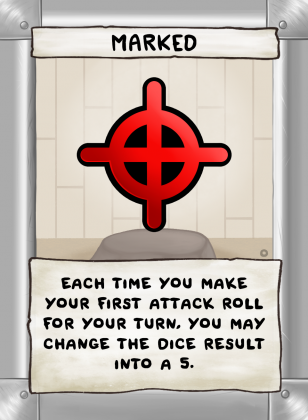 MARKED
EACH TIME YOU MAKE
YOUR FIRST ATTACK ROLL
FOR YOUR TURN, YOU MAY
CHANGE THE DICE RESULT
INTO A 5.